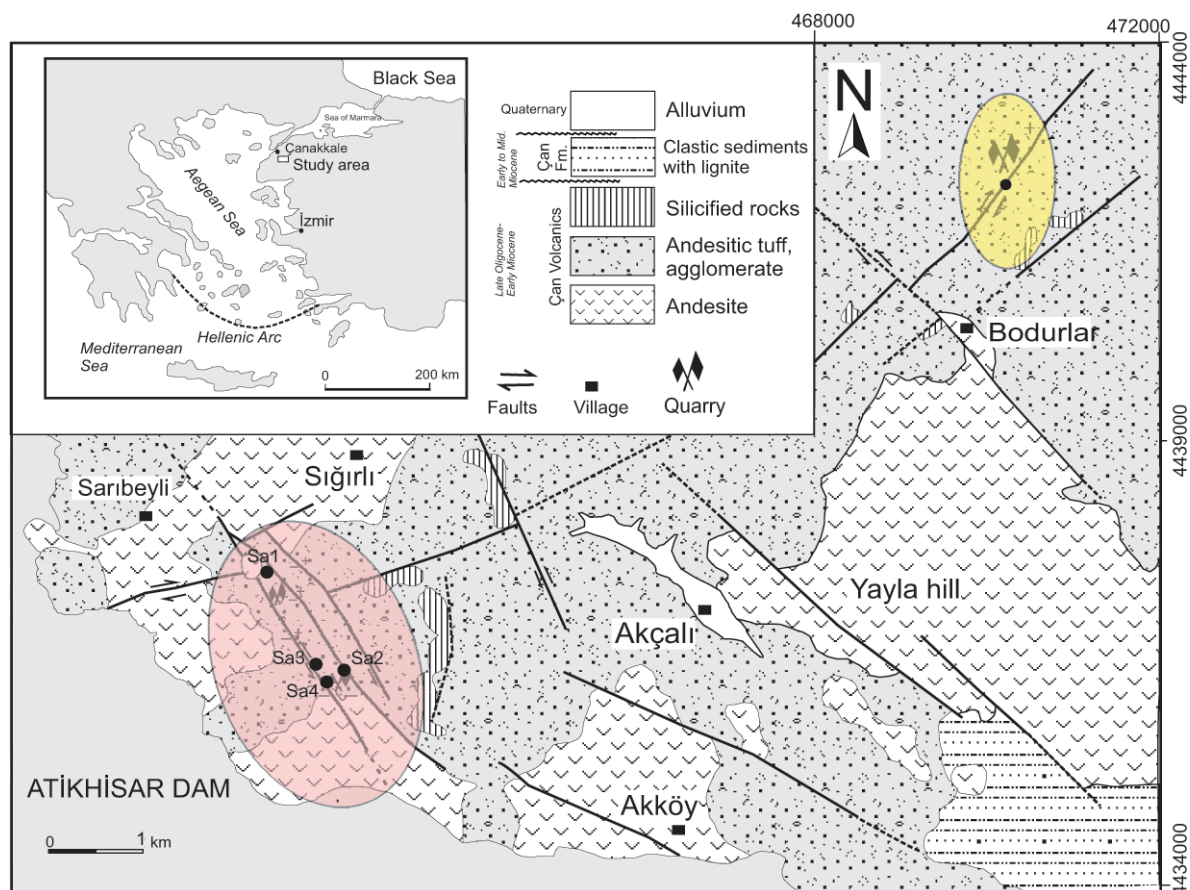 468000
472000
4444000
Black Sea
Sea of Marmara
Çanakkale
Study area
Aegean Sea
İzmir
Hellenic Arc
Mediterranean
Sea
0
200 km
Quaternary
Alluvium
Early to Mid.
Miocene
Çan
Fm.
Clastic sediments
with lignite
Silicified rocks
Late Oligocene-
Early Miocene
Çan Volcanics
Andesitic tuff,
agglomerate
Andesite
Faults
Village
Quarry
N
Bodurlar
4439000
Sarıbeyli
Sığırlı
Sa1
Sa3
Sa2
Sa4
Akçalı
Yayla hill
ATİKHİSAR DAM
Akköy
0
1 km
4434000